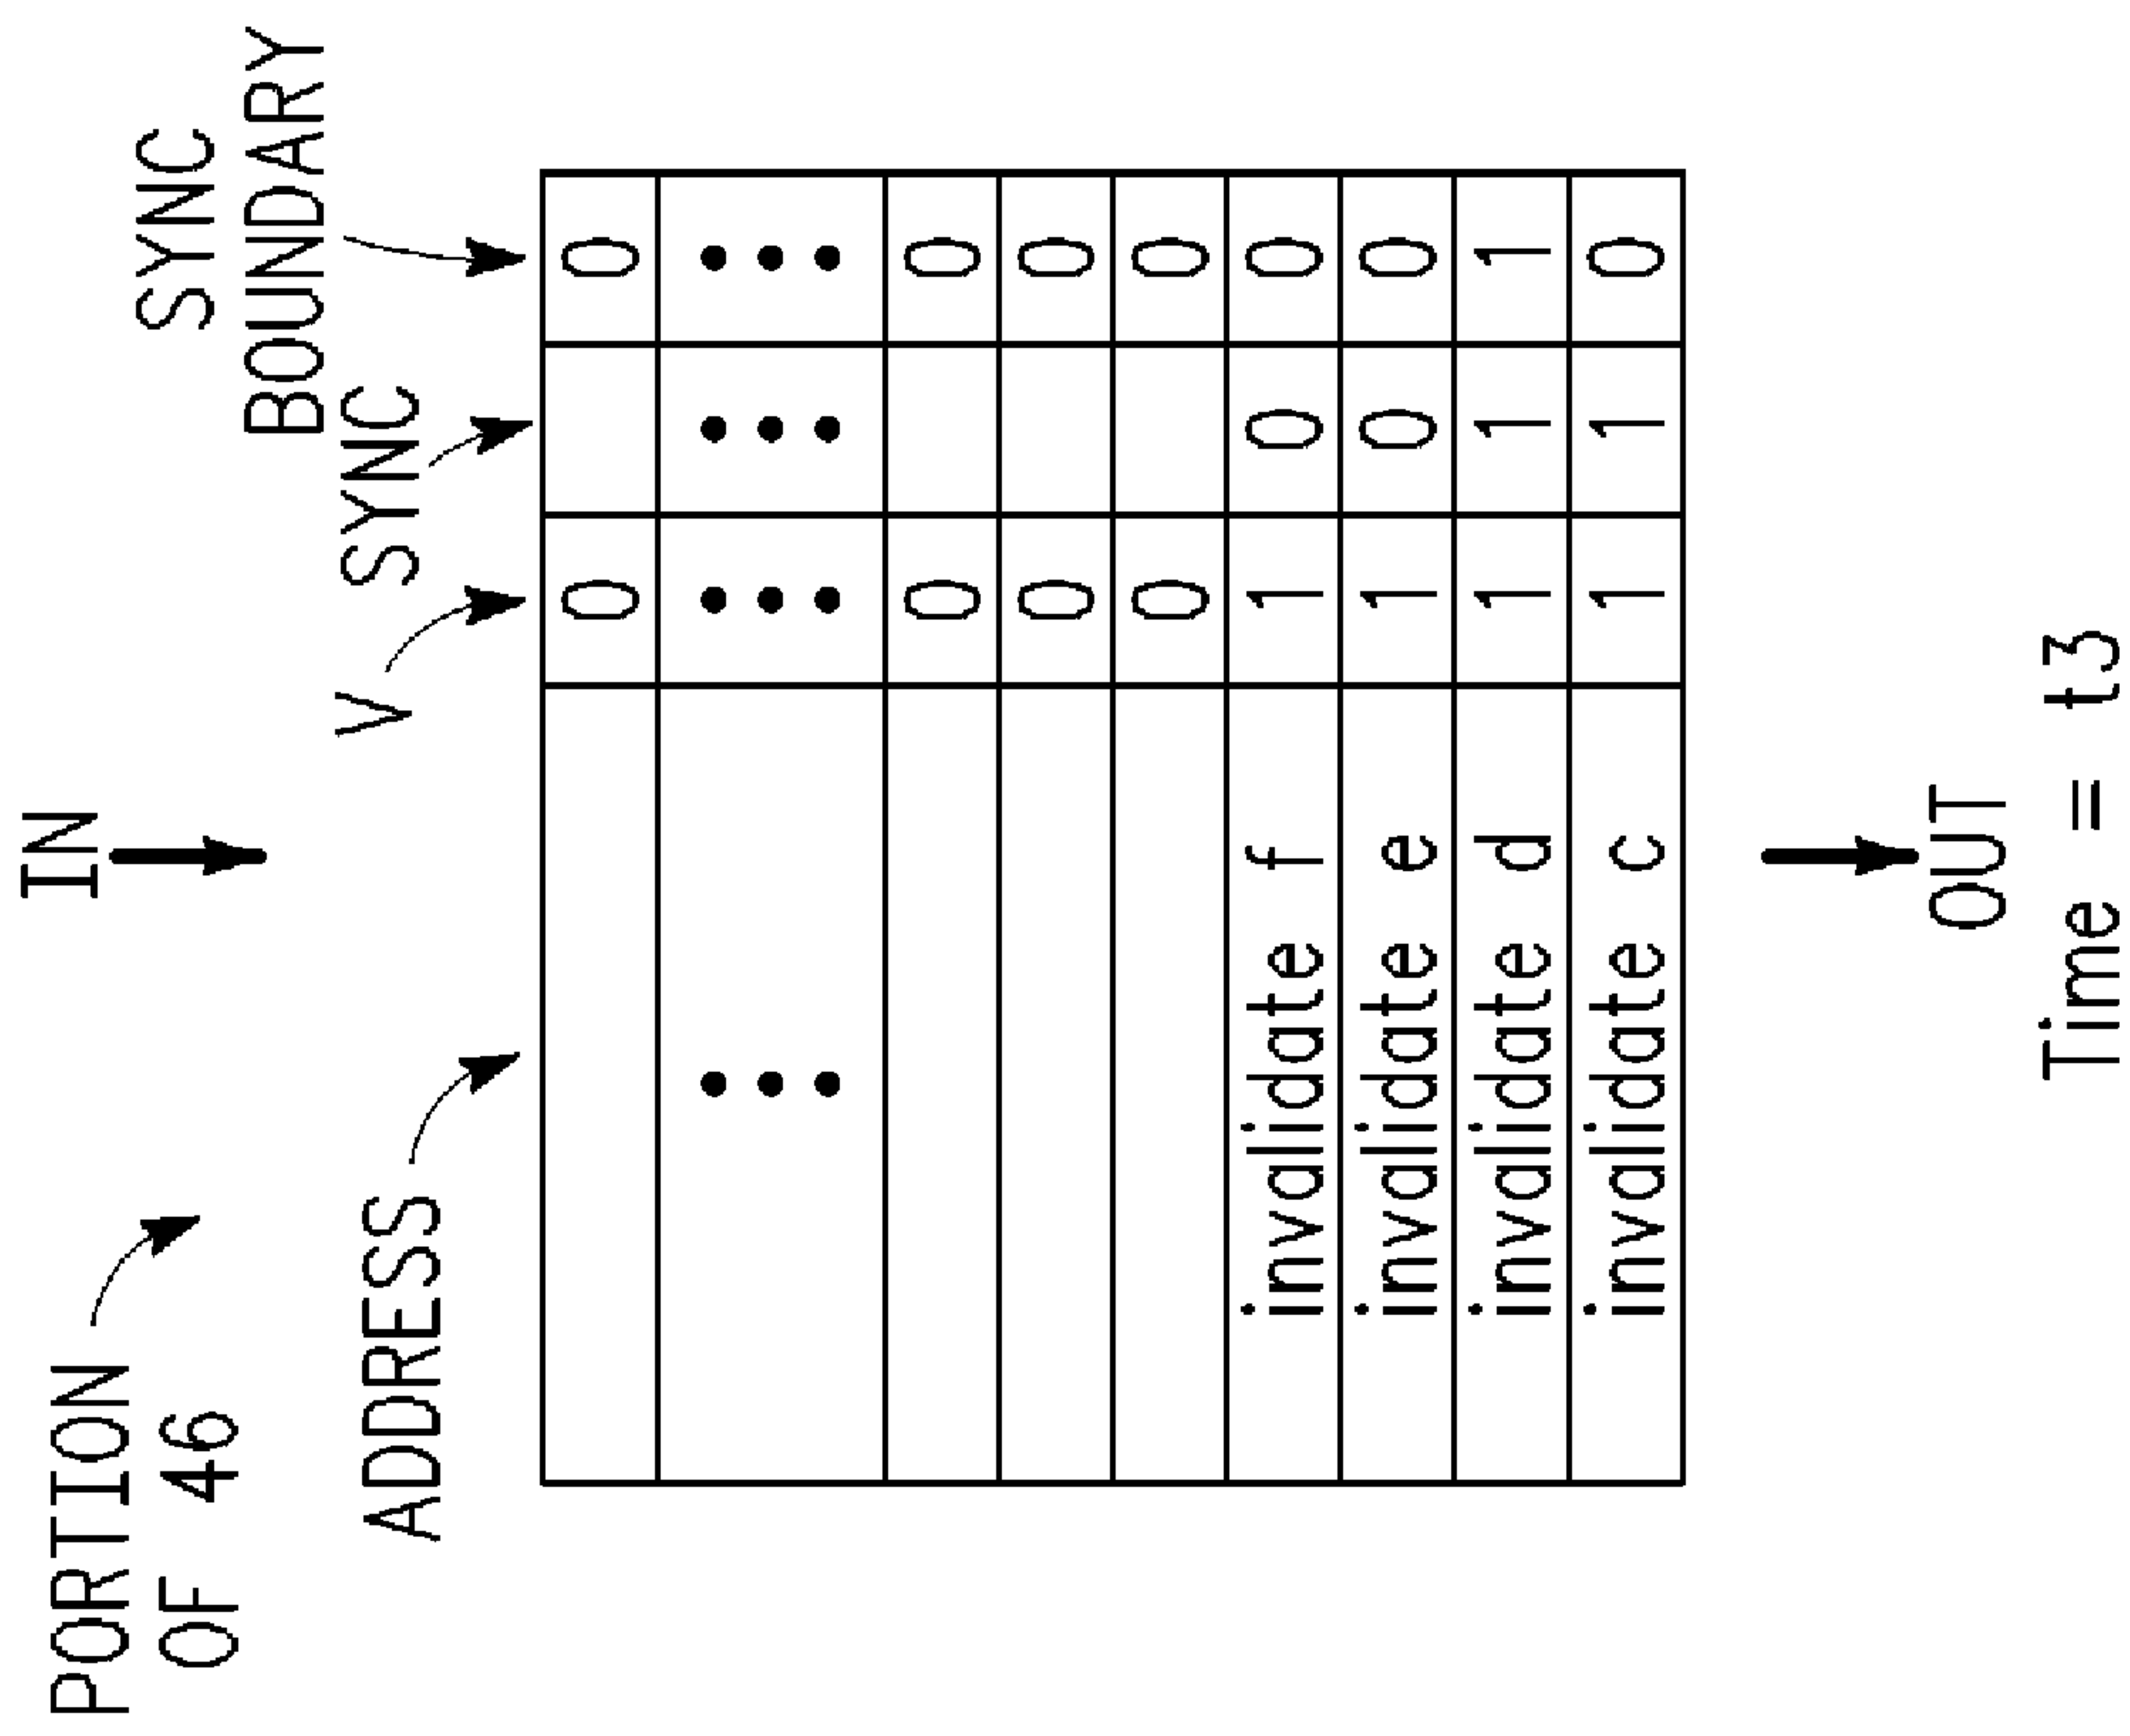 IN
PORTION
OF 46
SYNC
BOUNDARY
ADDRESS V SYNC
0 0
0 0
0 0
0 0
invalidate f 1 0 0
invalidate e 1 0 0
invalidate d 1 1 1
invalidate c 1 1 0
OUT
Time = t3